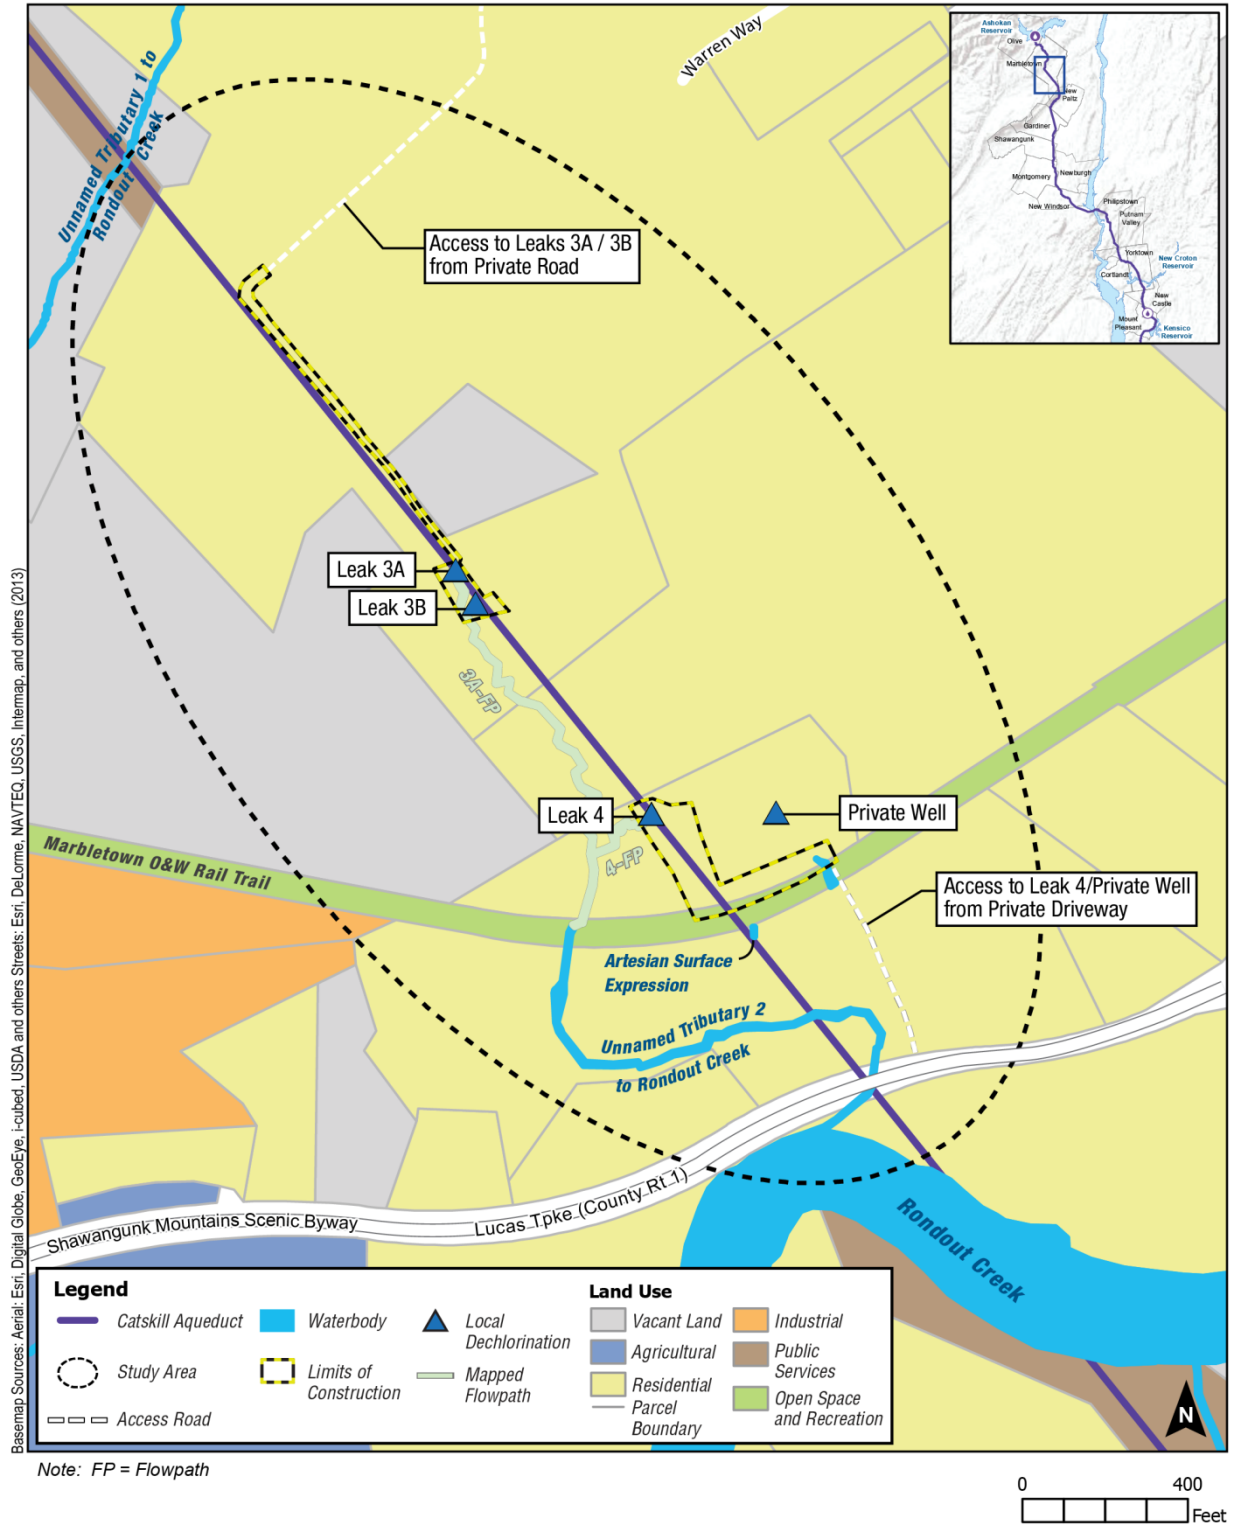 Warren Way
Ashokan
Reservoir
Olive
Marbletown
New
Paltz
Gardiner
Shawangunk
Montgomery
Newburgh
New Windsor
Philipstown
Putnam
Valley
Yorktown
Cortlandt
New Croton
Reservoir
New
Castle
Mount
Pleasant
Kensico
Reservoir
Unnamed Tributary 1 to
Rondout Creek
Access to Leaks 3A / 3B
from Private Road
Leak 3A
Leak 3B
3A-FP
Leak 4
4-FP
Private Well
Marbletown O&W Rail Trail
Access to Leak 4/Private Well
from Private Driveway
Artesian Surface
Expression
Unnamed Tributary 2
to Rondout Creek
Shawangunk Mountains Scenic Byway
Lucas Tpke (County Rt 1)
Rondout Creek
Legend
Catskill Aqueduct
Study Area
Access Road
Waterbody
Limits of
Construction
Local
Dechlorination
Mapped
Flowpath
Land Use
Vacant Land
Agricultural
Residential
Parcel
Boundary
Industrial
Public
Services
Open Space
and Recreation
N
Basemap Sources: Aerial: Esri, Digital Globe, GeoEye, i-cubed, USDA and others Streets: Esri, DeLorme, NAVTEQ, USGS, Intermap, and others (2013)
Note: FP = Flowpath
0 400
Feet